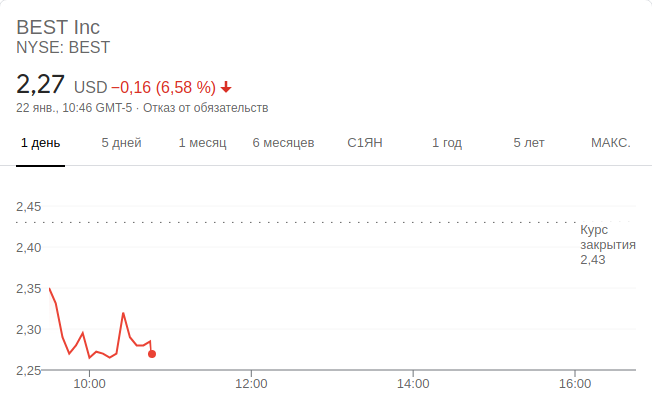 BEST Inc
NYSE: BEST
2,27 USD −0,16 (6,58 %)
22 янв., 10:46 GMT-5 · Отказ от обязательств
1 день 5 дней 1 месяц 6 месяцев С1ЯН 1 год 5 лет МАКС.
2,45
Курс
закрытия
2,43
2,40
2,35
2,30
2,25
10:00 12:00 14:00 16:00